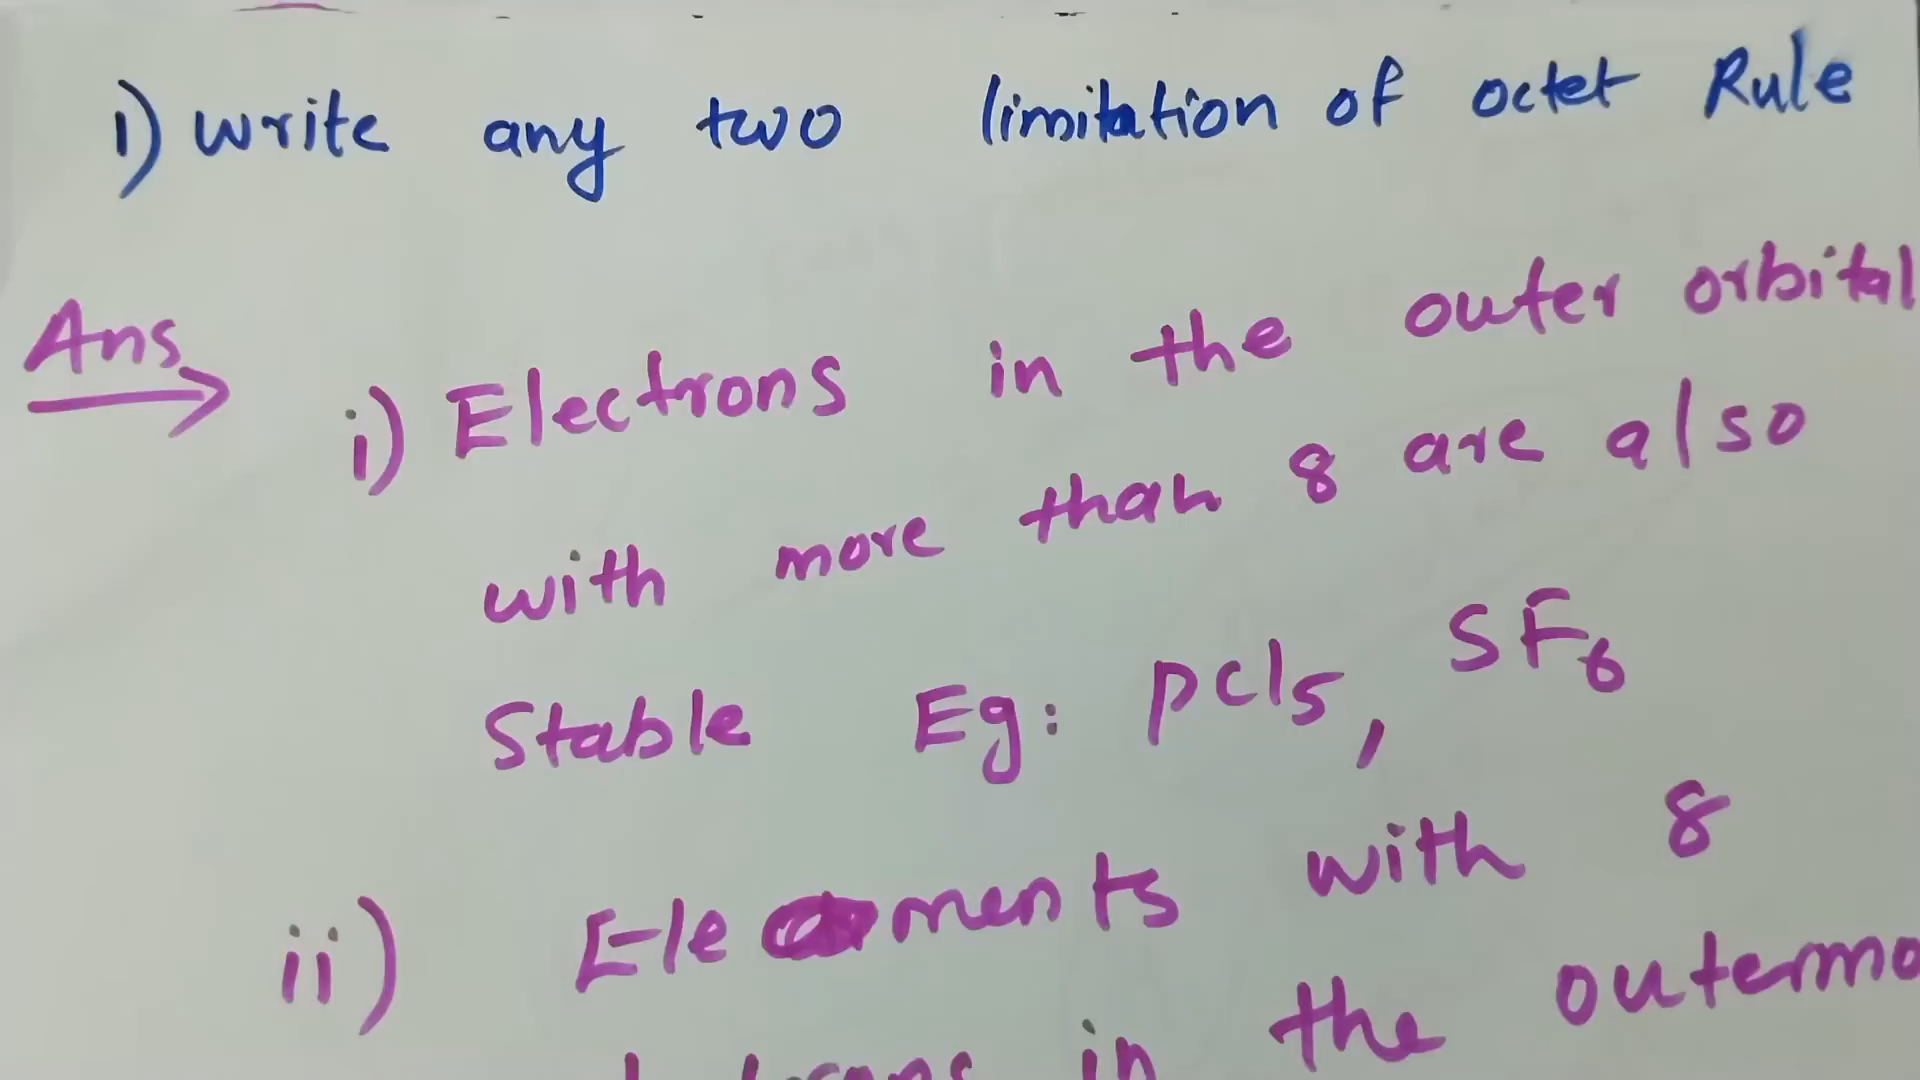 1) write any two limitation of octet Rule
Ans
i) Electrons in the outer orbital
with more than 8 are also
Stable Eg: pcl5, SF6
ii) Elements with 8
in the outermo